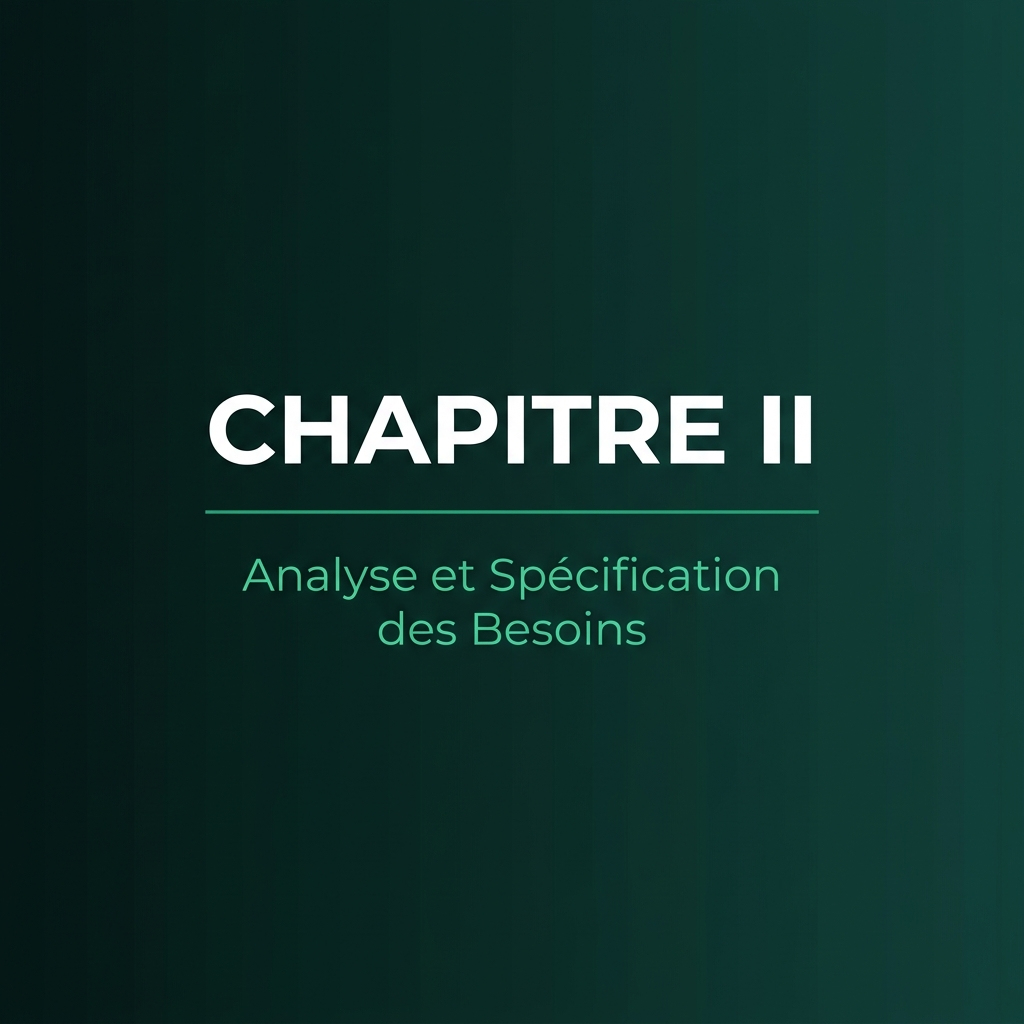 CHAPITRE II
Analyse et Spécification
des Besoins